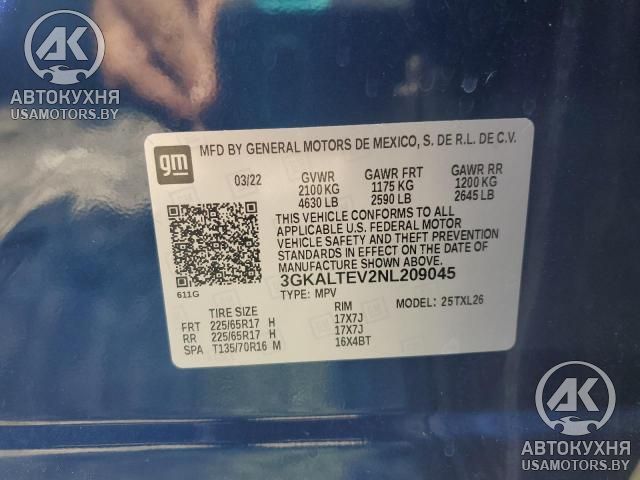 AK
АВТОКУХНЯ
USAMOTORS.BY
gm
MFD BY GENERAL MOTORS DE MEXICO, S. DE R.L. DE C.V.
03/22 GVWR GAWR FRT GAWR RR
2100 KG 1175 KG 1200 KG
4630 LB 2590 LB 2645 LB
THIS VEHICLE CONFORMS TO ALL
APPLICABLE U.S. FEDERAL MOTOR
VEHICLE SAFETY AND THEFT PREVENTION
STANDARDS IN EFFECT ON THE DATE OF
MANUFACTURE SHOWN ABOVE.
3GKALTEV2NL209045
611G
TYPE: MPV MODEL: 25TXL26
TIRE SIZE RIM
FRT 225/65R17 H 17X7J
RR 225/65R17 H 17X7J
SPA T135/70R16 M 16X4BT
AK
АВТОКУХНЯ
USAMOTORS.BY